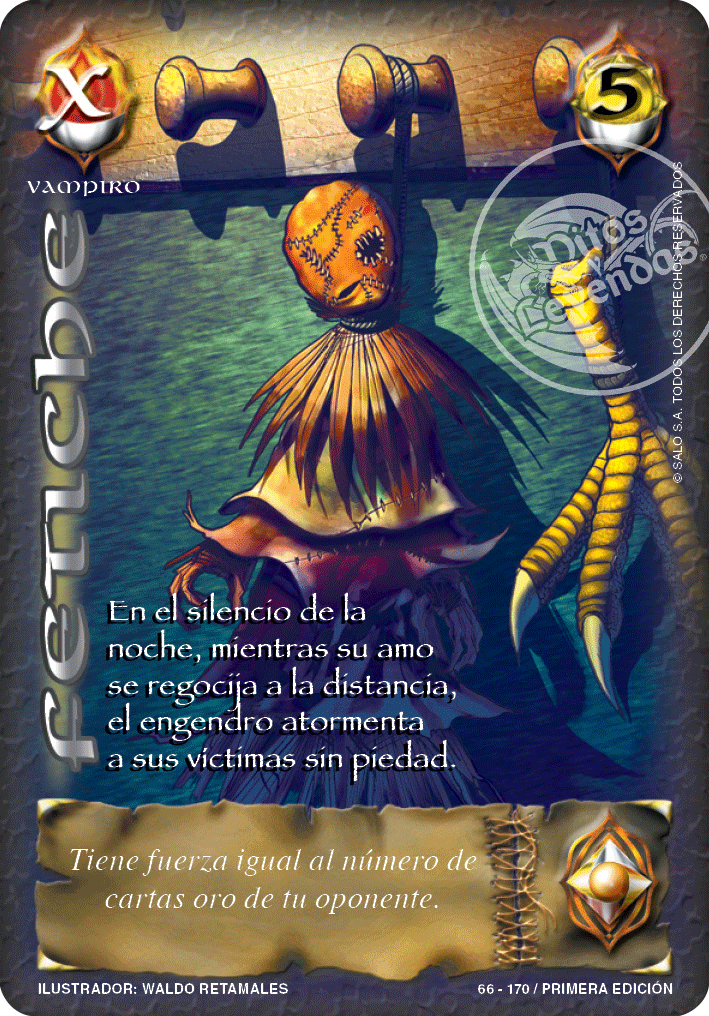 X
5
VAMPIRO
Mitos
Leyendas®
fetiche
© SALO S.A. TODOS LOS DERECHOS RESERVADOS
En el silencio de la
noche, mientras su amo
se regocija a la distancia,
el engendro atormenta
a sus víctimas sin piedad.
Tiene fuerza igual al número de
cartas oro de tu oponente.
ILUSTRADOR: WALDO RETAMALES
66 - 170 / PRIMERA EDICIÓN